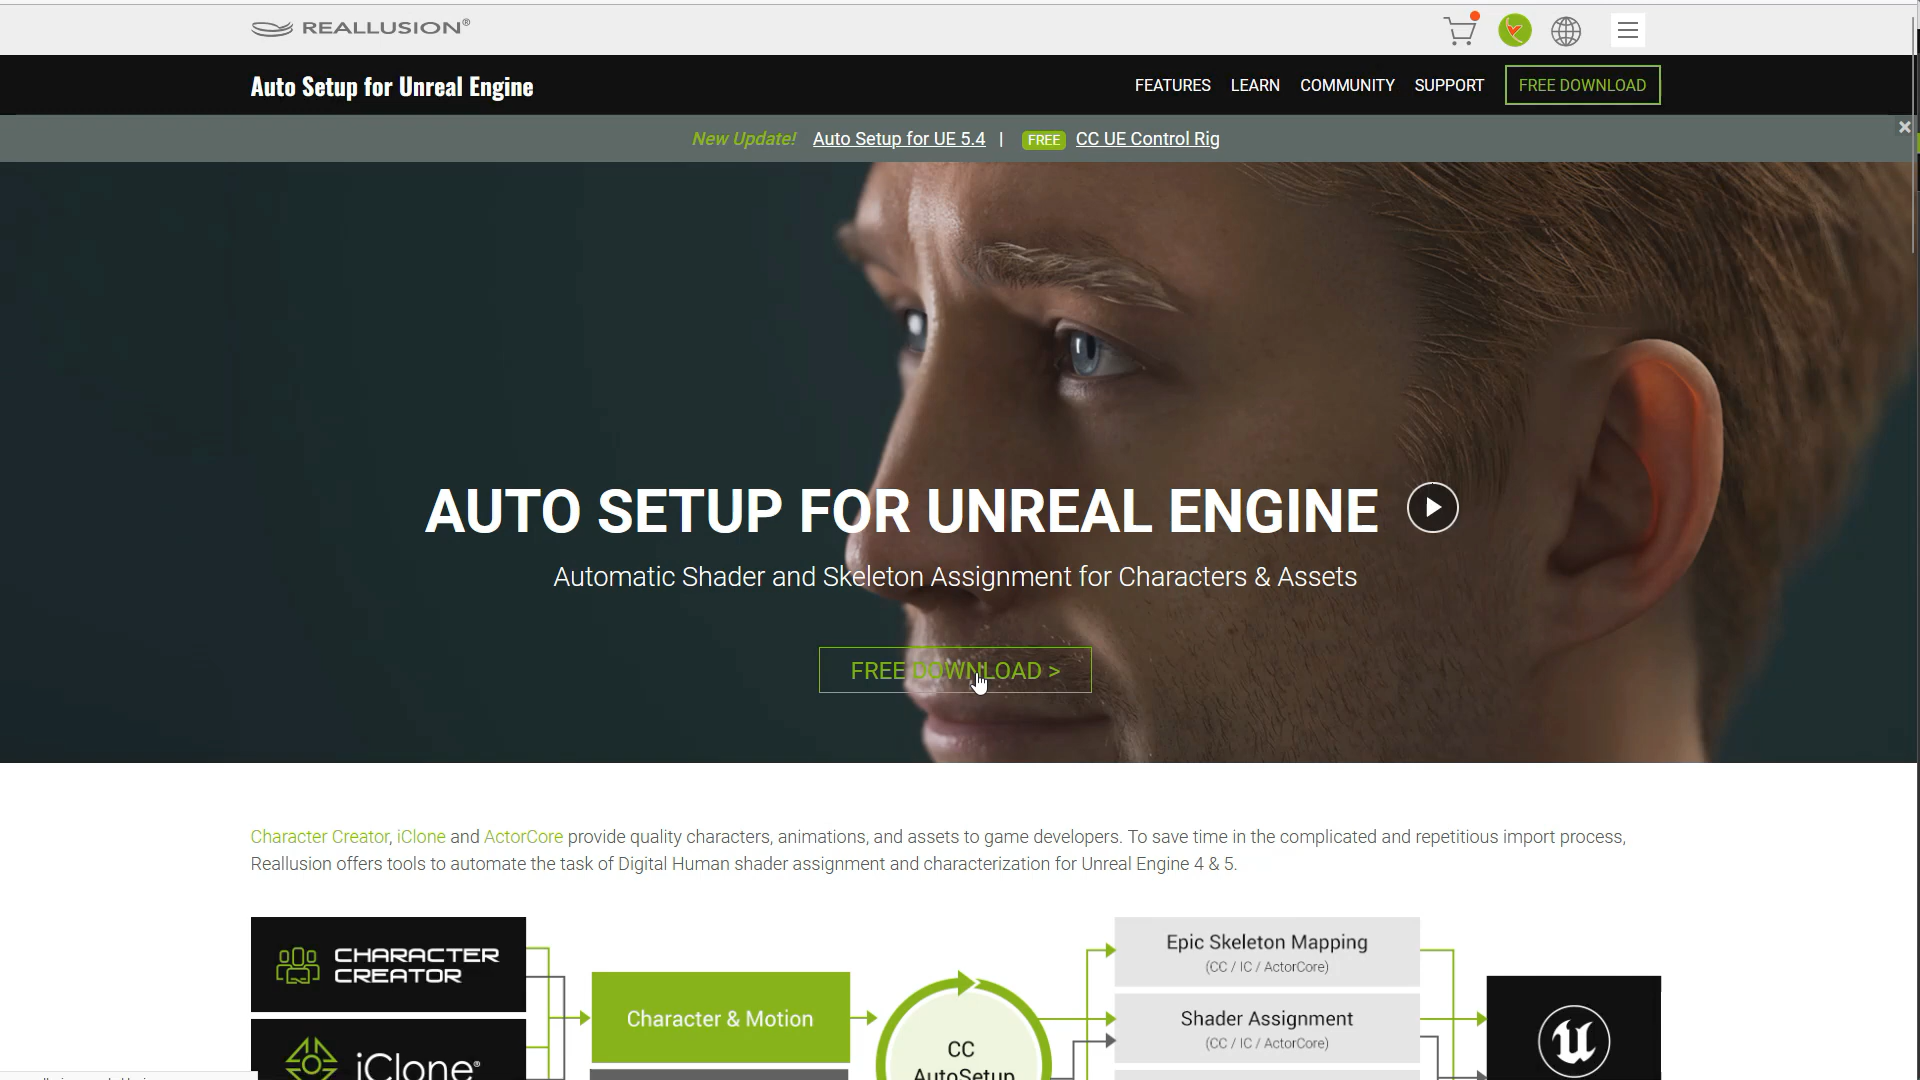 REALLUSION®
Auto Setup for Unreal Engine
FEATURES
LEARN
COMMUNITY
SUPPORT
FREE DOWNLOAD
New Update! Auto Setup for UE 5.4 | FREE CC UE Control Rig
AUTO SETUP FOR UNREAL ENGINE
Automatic Shader and Skeleton Assignment for Characters & Assets
FREE DOWNLOAD >
Character Creator, iClone and ActorCore provide quality characters, animations, and assets to game developers. To save time in the complicated and repetitious import process,
Reallusion offers tools to automate the task of Digital Human shader assignment and characterization for Unreal Engine 4 & 5.
CHARACTER
CREATOR
iClone®
Character & Motion
CC
AutoSetup
Epic Skeleton Mapping
(CC / IC / ActorCore)
Shader Assignment
(CC / IC / ActorCore)